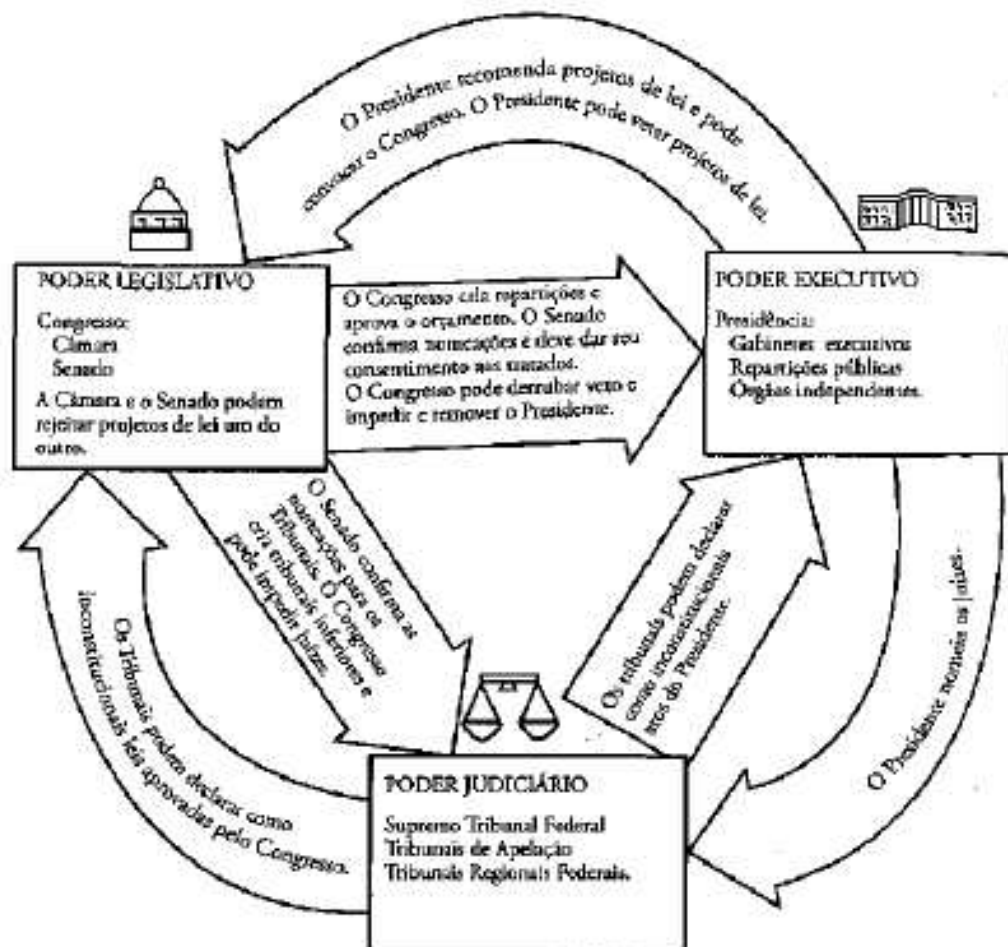 O Presidente recomenda projetos de lei e pode
convocar o Congresso. O Presidente pode vetar projetos de lei.
PODER LEGISLATIVO
Congresso:
Câmara
Senado
A Câmara e o Senado podem
rejeitar projetos de lei um do
outro.
O Congresso cria repartições e
aprova o orçamento. O Senado
confirma nomeações e deve dar seu
consentimento nos tratados.
O Congresso pode derrubar veto e
impedir e remover o Presidente.
PODER EXECUTIVO
Presidência:
Gabinetes executivos
Repartições públicas
Órgãos independentes.
O Senado confirma as
nomeações para os
Tribunais. O Congresso
cria tribunais inferiores e
pode impedir juízes.
Os tribunais podem declarar
como inconstitucionais
atos do Presidente.
O Presidente nomeia os juízes.
Os Tribunais podem declarar como
inconstitucionais leis aprovadas pelo Congresso.
PODER JUDICIÁRIO
Supremo Tribunal Federal
Tribunais de Apelação
Tribunais Regionais Federais.